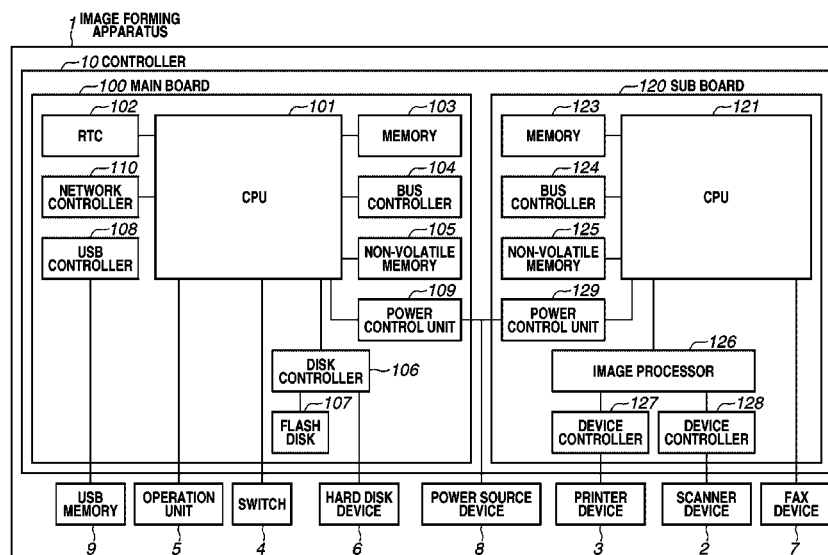 1 IMAGE FORMING
APPARATUS
10 CONTROLLER
100 MAIN BOARD
120 SUB BOARD
102
101
103
123
121
RTC
MEMORY
MEMORY
110
104
124
NETWORK
CONTROLLER
CPU
BUS
CONTROLLER
BUS
CONTROLLER
CPU
108
105
125
USB
CONTROLLER
NON-VOLATILE
MEMORY
NON-VOLATILE
MEMORY
109
129
POWER
CONTROL UNIT
POWER
CONTROL UNIT
126
DISK
CONTROLLER
106
IMAGE PROCESSOR
107
127
128
FLASH
DISK
DEVICE
CONTROLLER
DEVICE
CONTROLLER
USB
MEMORY
OPERATION
UNIT
SWITCH
HARD DISK
DEVICE
POWER SOURCE
DEVICE
PRINTER
DEVICE
SCANNER
DEVICE
FAX
DEVICE
9
5
4
6
8
3
2
7